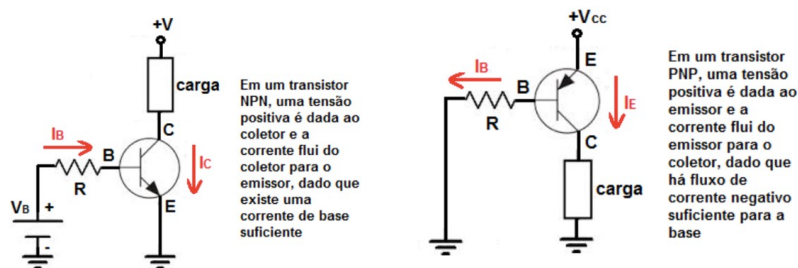 +V
carga
IB
B
C
R
IC
VB
+
-
E
Em um transistor
NPN, uma tensão
positiva é dada ao
coletor e a
corrente flui do
coletor para o
emissor, dado que
existe uma
corrente de base
suficiente
+Vcc
E
IB
B
R
IE
C
carga
Em um transistor
PNP, uma tensão
positiva é dada ao
emissor e a
corrente flui do
emissor para o
coletor, dado que
há fluxo de
corrente negativo
suficiente para a
base